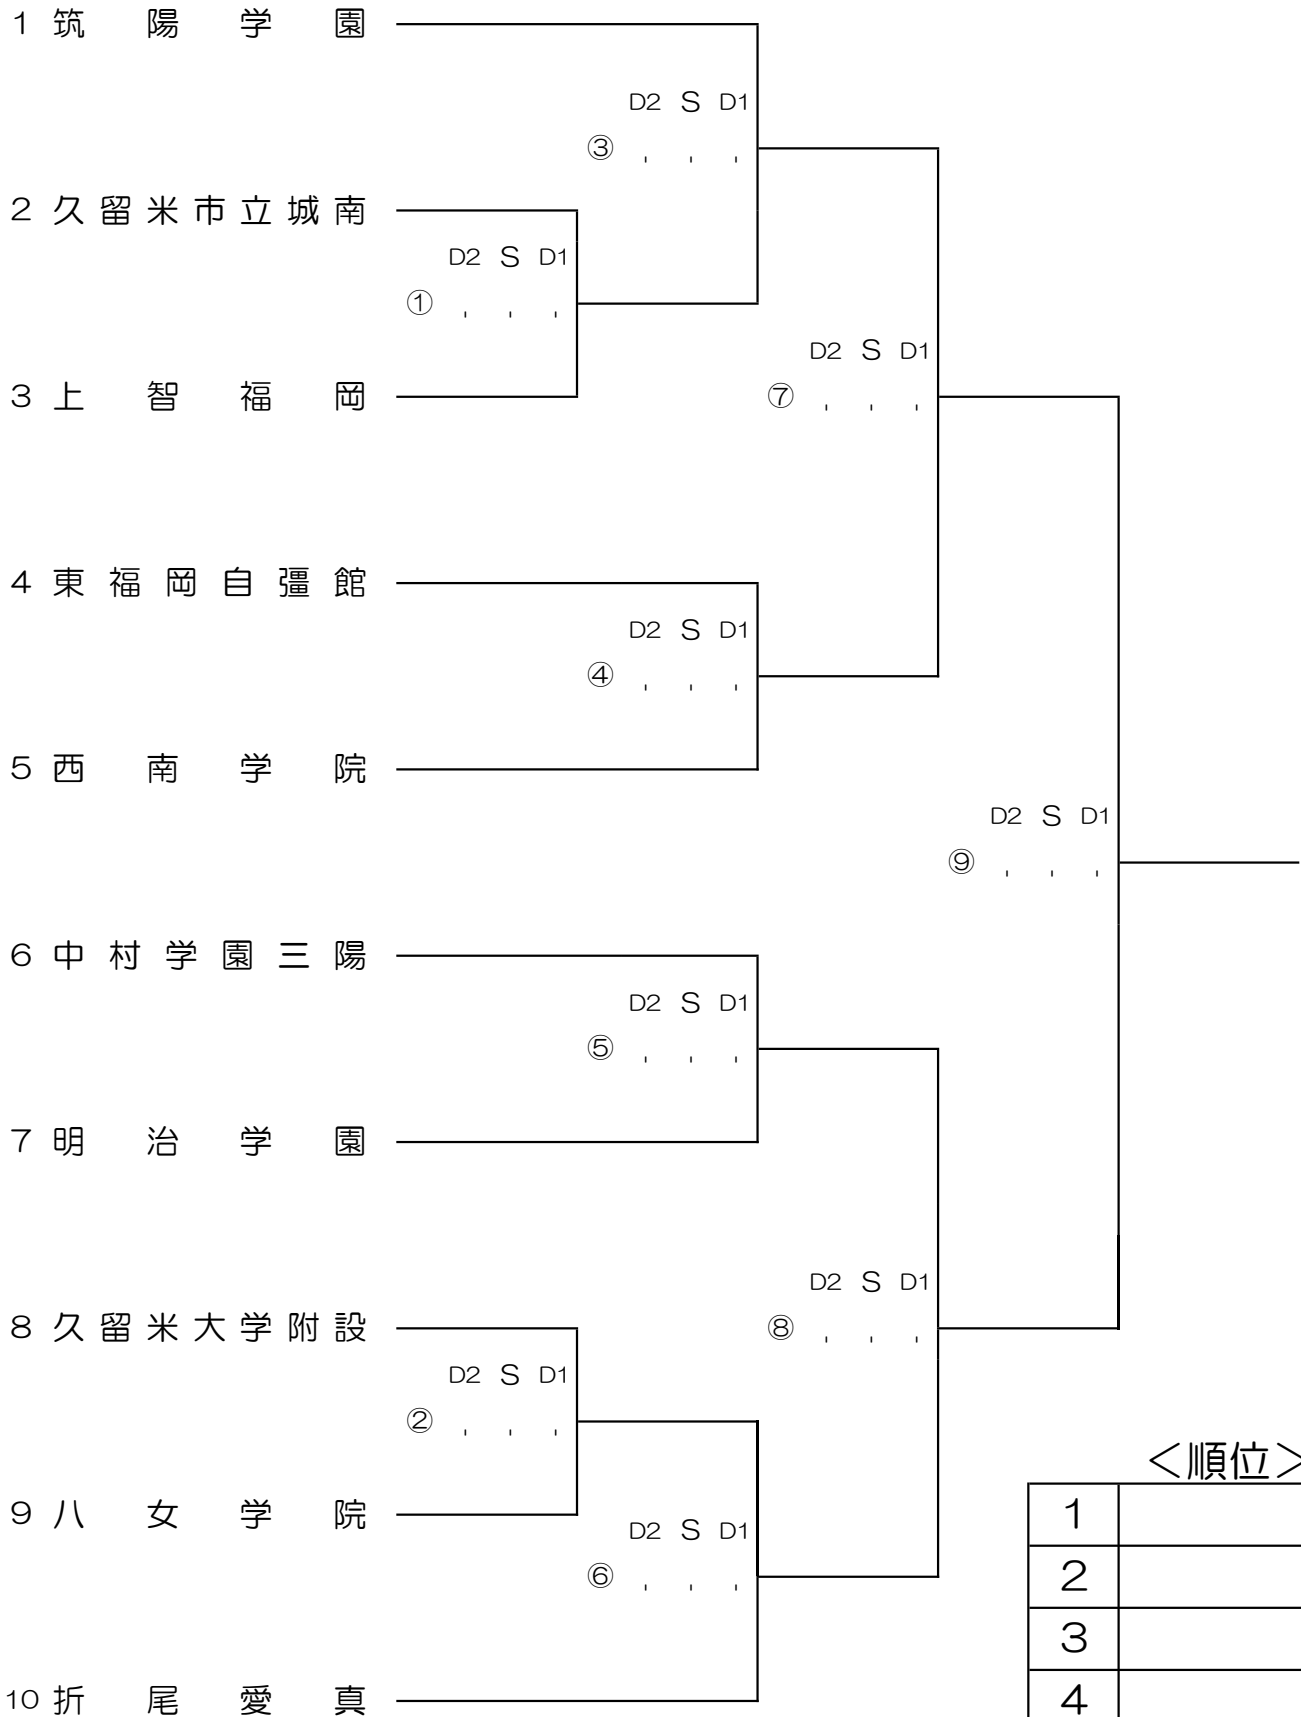 1 筑陽学園
D2 S D1
③ , , ,
2 久留米市立城南
D2 S D1
① , , ,
D2 S D1
3 上智福岡
⑦ , , ,
4 東福岡自彊館
D2 S D1
④ , , ,
5 西南学院
D2 S D1
⑨ , , ,
6 中村学園三陽
D2 S D1
⑤ , , ,
7 明治学園
D2 S D1
8 久留米大学附設
⑧ , , ,
D2 S D1
② , , ,
＜順位＞
9 八女学院
1
D2 S D1
⑥ , , ,
2
3
10 折尾愛真
4